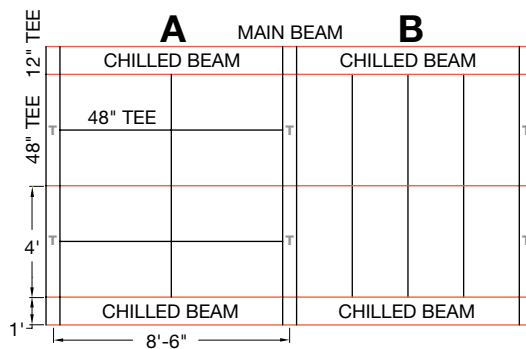 A
B
MAIN BEAM
12" TEE
CHILLED BEAM
CHILLED BEAM
48" TEE
48" TEE
T
T
T
4'
T
T
T
CHILLED BEAM
CHILLED BEAM
1'-
8'-6"